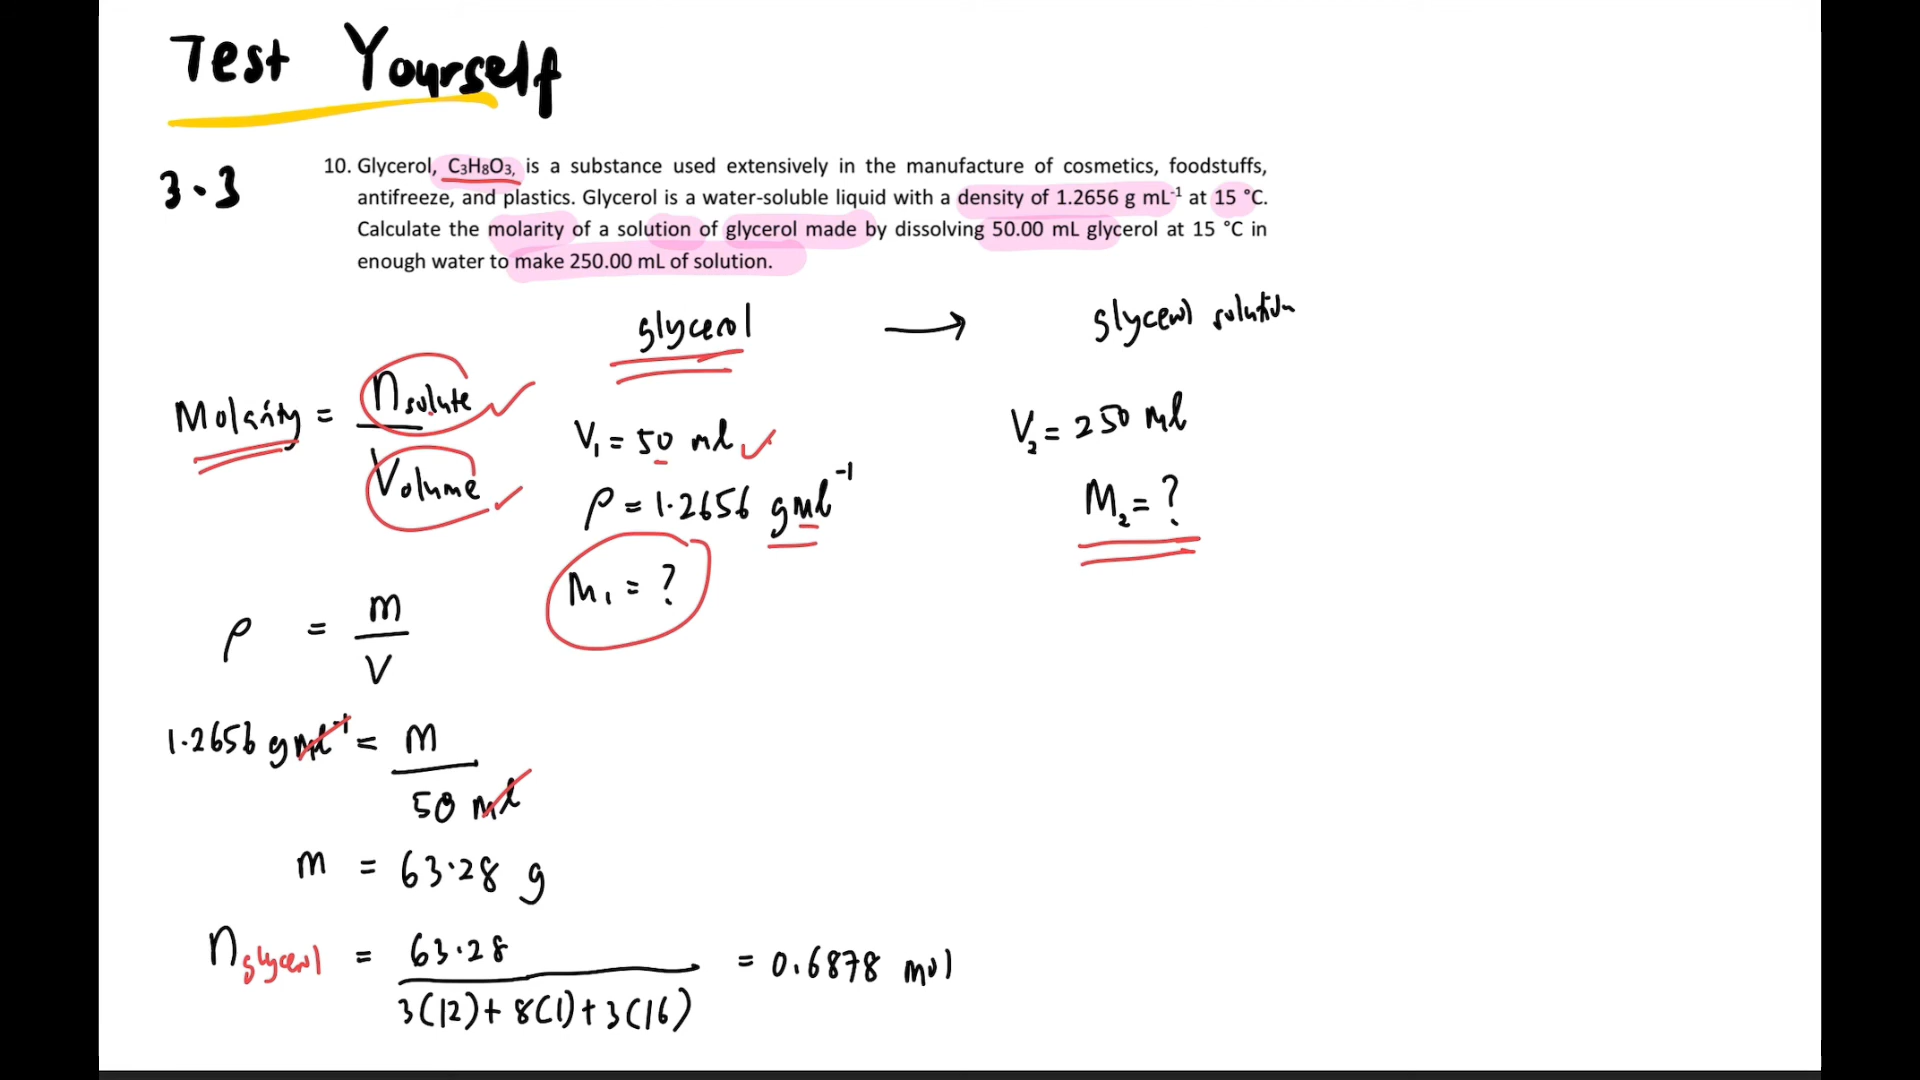 Test Yourself
3.3
10. Glycerol, C3H8O3, is a substance used extensively in the manufacture of cosmetics, foodstuffs,
antifreeze, and plastics. Glycerol is a water-soluble liquid with a density of 1.2656 g mL-1 at 15 °C.
Calculate the molarity of a solution of glycerol made by dissolving 50.00 mL glycerol at 15 °C in
enough water to make 250.00 mL of solution.
glycerol → glycerol solution
Molarity = n solute / Volume
V₁ = 50 ml
ρ = 1.2656 gml⁻¹
M₁ = ?
V₂ = 250 ml
M₂ = ?
ρ = m / V
1.2656 gml⁻¹ = m / 50 ml
m = 63.28 g
n glycerol = 63.28 / 3(12) + 8(1) + 3(16) = 0.6878 mol